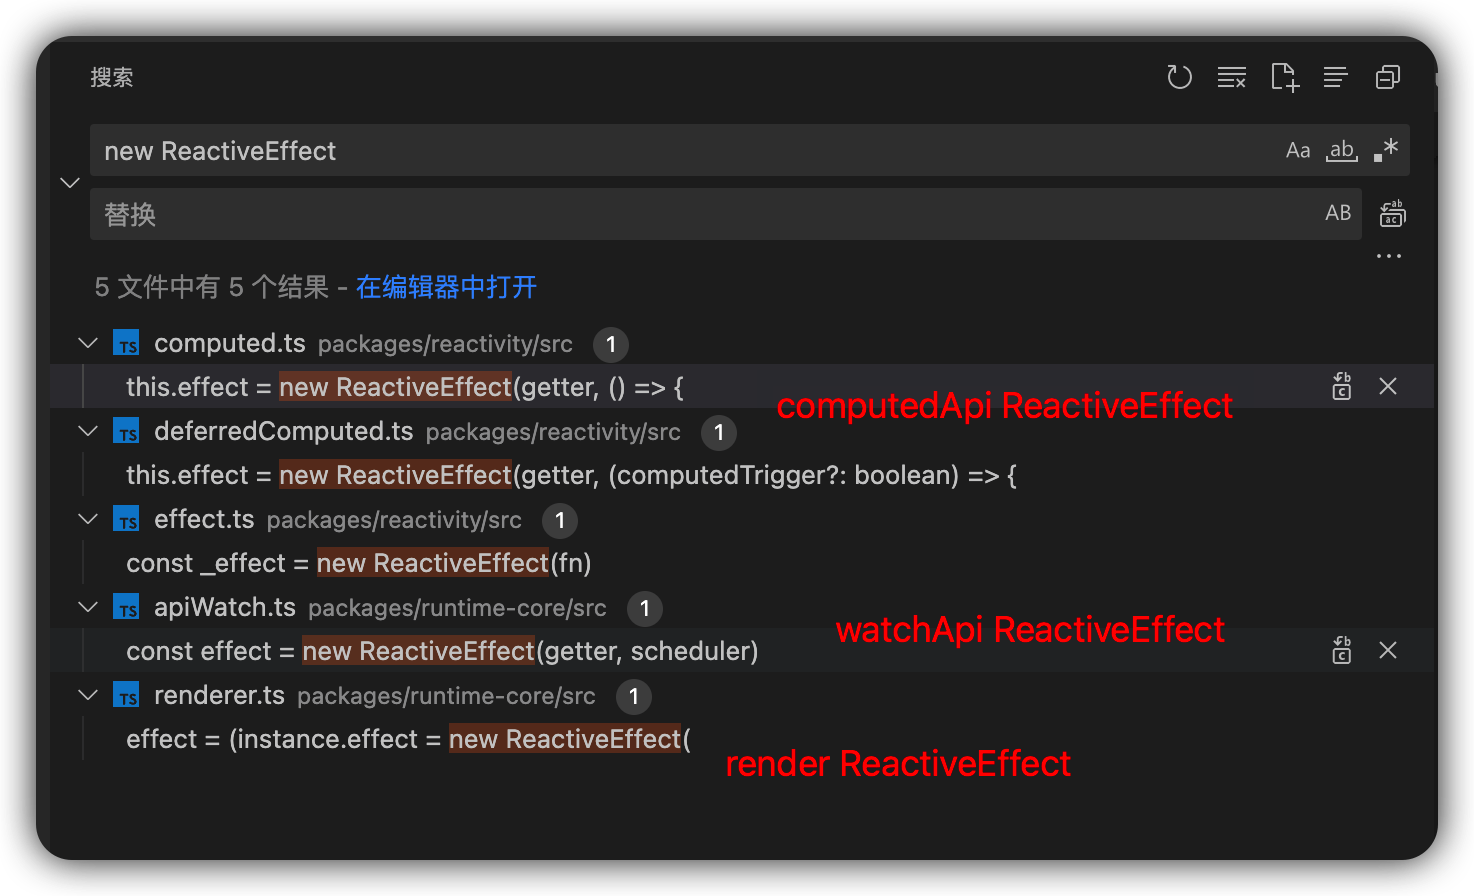 搜索
new ReactiveEffect
Aa ab
替换
AB
5 文件中有 5 个结果 - 在编辑器中打开
TS computed.ts packages/reactivity/src 1
this.effect = new ReactiveEffect(getter, () => {
computedApi ReactiveEffect
TS deferredComputed.ts packages/reactivity/src 1
this.effect = new ReactiveEffect(getter, (computedTrigger?: boolean) => {
TS effect.ts packages/reactivity/src 1
const _effect = new ReactiveEffect(fn)
TS apiWatch.ts packages/runtime-core/src 1
watchApi ReactiveEffect
const effect = new ReactiveEffect(getter, scheduler)
TS renderer.ts packages/runtime-core/src 1
effect = (instance.effect = new ReactiveEffect(
render ReactiveEffect